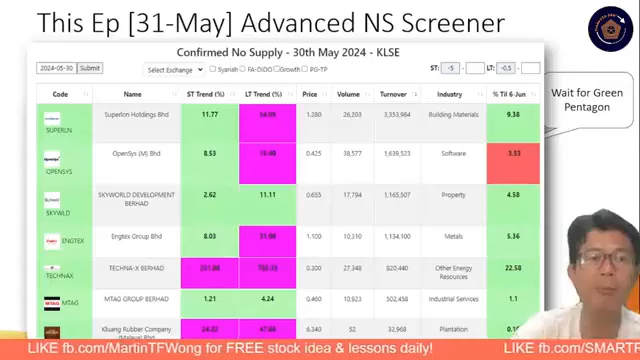 This Ep [31-May] Advanced NS Screener
Confirmed No Supply - 30th May 2024 - KLSE
2024-05-30 Submit Select Exchange Syariah FA-DiDO Growth PG-TP ST: -5 LT: -0.5
Wait for Green
Pentagon
Code Name ST Trend (%) LT Trend (%) Price Volume Turnover Industry % Til 6-Jun
SUPERLN Superlon Holdings Bhd 11.77 1.280 26,203 3,353,984 Building Materials 9.38
OPENSYS OpenSys (M) Bhd 8.53 0.425 38,577 1,639,523 Software 3.53
SKYWLD SKYWORLD DEVELOPMENT
BERHAD 2.62 11.11 0.655 17,794 1,165,507 Property 4.58
ENGTEX Engtex Group Bhd 8.03 1.100 10,310 1,134,100 Metals 5.36
TECHNAX TECHNA-X BERHAD 0.300 27,348 820,440 Other Energy
Resources 22.58
MTAG MTAG GROUP BERHAD 1.21 4.24 0.460 10,923 502,458 Industrial Services 1.1
Kluang Rubber Company
(Malaya) Bhd 6.340 52 32,968 Plantation
LIKE fb.com/MartinTFWong for FREE stock idea & lessons daily! LIKE fb.com/SMARTR